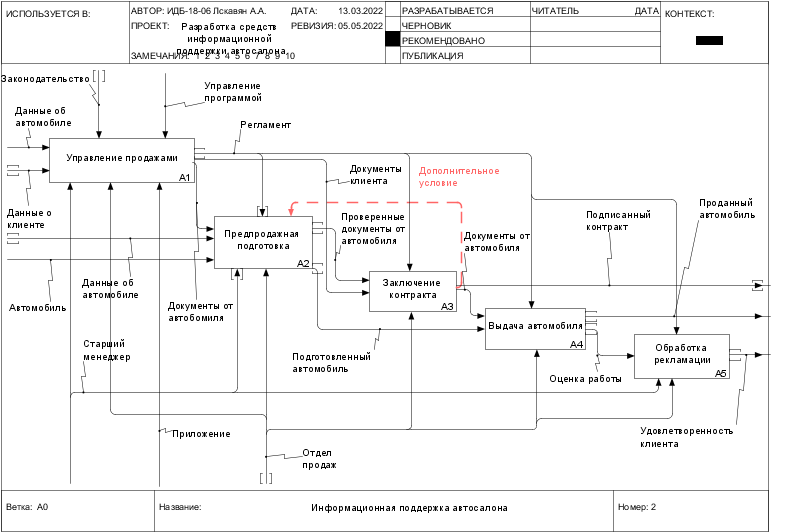 ИСПОЛЬЗУЕТСЯ В:
АВТОР: ИДБ-18-06 Лскавян А.А.
ДАТА: 13.03.2022
РАЗРАБАТЫВАЕТСЯ
ЧИТАТЕЛЬ
ДАТА
КОНТЕКСТ:
ПРОЕКТ:
Разработка средств
информационной
поддержки автосалона
РЕВИЗИЯ: 05.05.2022
ЧЕРНОВИК
РЕКОМЕНДОВАНО
ЗАМЕЧАНИЯ: 1 2 3 4 5 6 7 8 9 10
ПУБЛИКАЦИЯ
Законодательство
Управление
программой
Данные об
автомобиле
Регламент
Управление продажами
A1
Документы
клиента
Дополнительное
условие
Данные о
клиенте
Предпродажная
подготовка
A2
Проверенные
документы от
автомобиля
Документы от
автомобиля
Подписанный
контракт
Проданный
автомобиль
Данные об
автомобиле
Автомобиль
Документы от
автобомиля
Заключение
контракта
A3
Выдача автомобиля
A4
Старший
менеджер
Подготовленный
автомобиль
Обработка
рекламации
A5
Оценка работы
Приложение
Отдел
продаж
Удовлетворенность
клиента
Ветка: A0
Название:
Информационная поддержка автосалона
Номер: 2